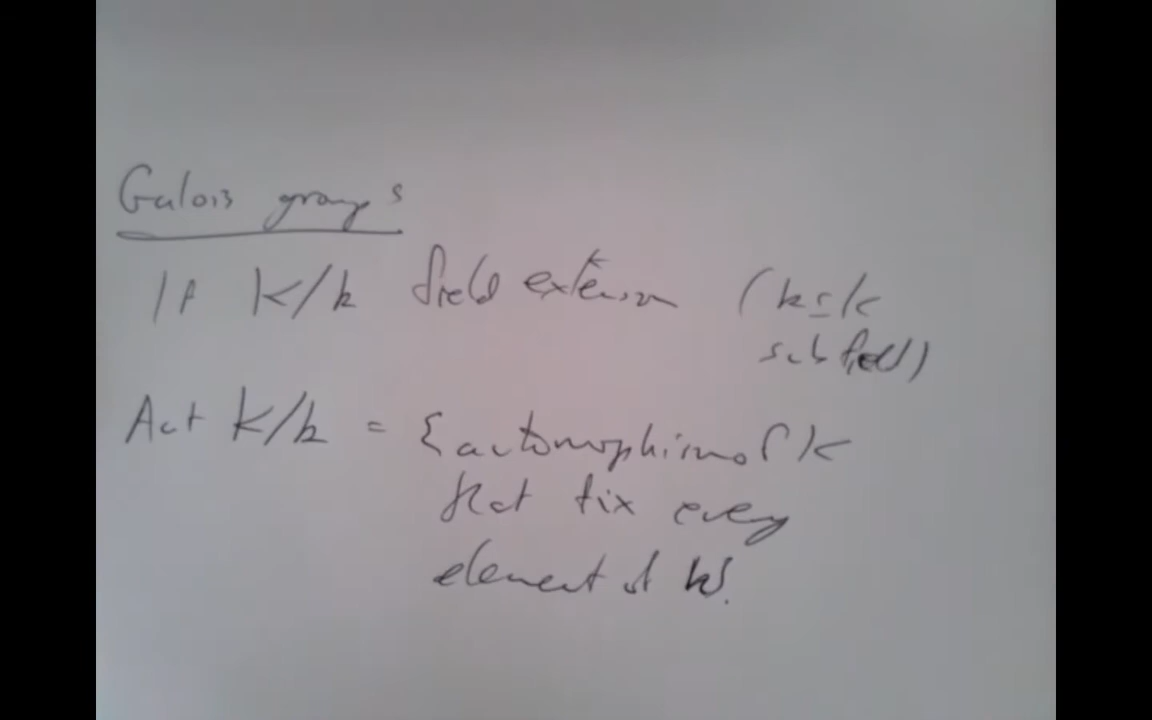 Galois groups
If K/k field extension (k ⊆ K
subfield)
Aut K/k = {automorphisms of K
that fix every
element of k}.